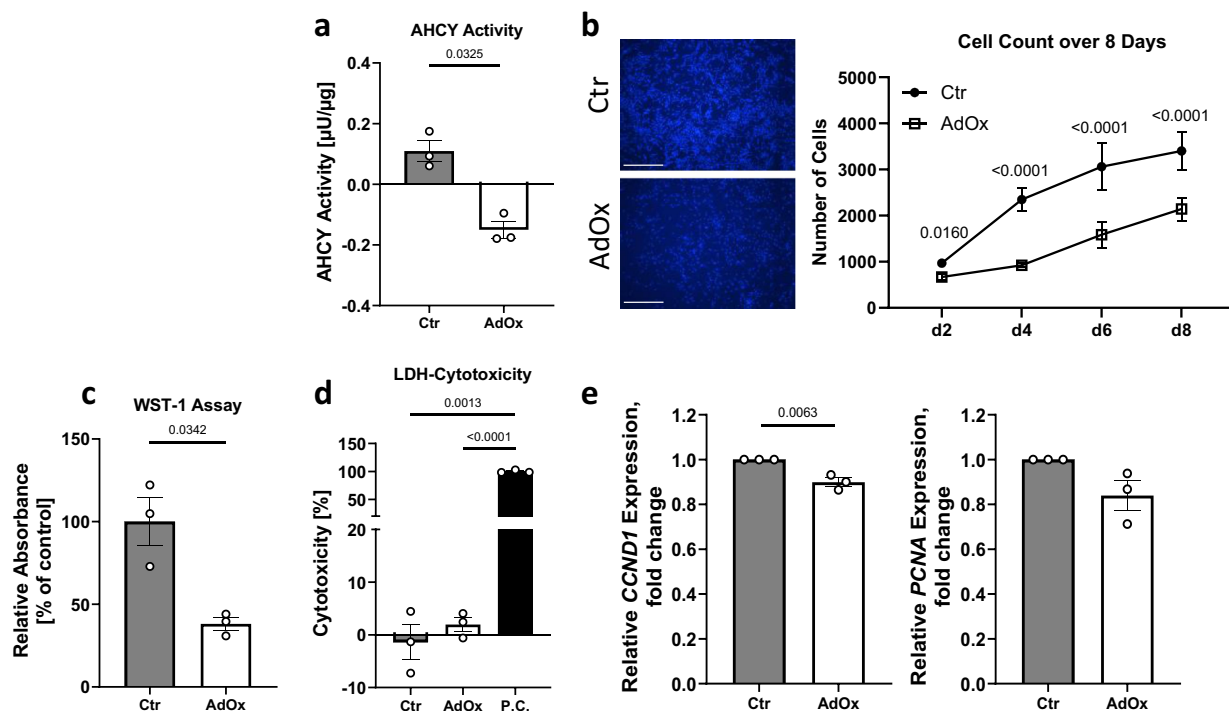 a
AHCY Activity
0.0325
AHCY Activity [µU/µg]
0.4
0.2
0.0
-0.2
-0.4
Ctr
AdOx
b
Ctr
AdOx
Cell Count over 8 Days
Number of Cells
5000
4000
3000
2000
1000
0
Ctr
AdOx
0.0160
<0.0001
<0.0001
<0.0001
d2
d4
d6
d8
c
WST-1 Assay
0.0342
Relative Absorbance
[% of control]
150
100
50
0
Ctr
AdOx
d
LDH-Cytotoxicity
0.0013
<0.0001
Cytotoxicity [%]
150
100
50
20
10
0
-10
Ctr
AdOx
P.C.
e
Relative CCND1 Expression,
fold change
1.2
1.0
0.8
0.6
0.4
0.2
0.0
0.0063
Ctr
AdOx
Relative PCNA Expression,
fold change
1.2
1.0
0.8
0.6
0.4
0.2
0.0
Ctr
AdOx